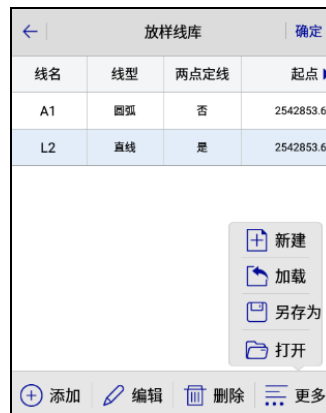 放样线库 确定
线名 线型 两点定线 起点
A1 圆弧 否 2542853.6
L2 直线 是 2542853.6
新建
加载
另存为
打开
添加 编辑 删除 更多